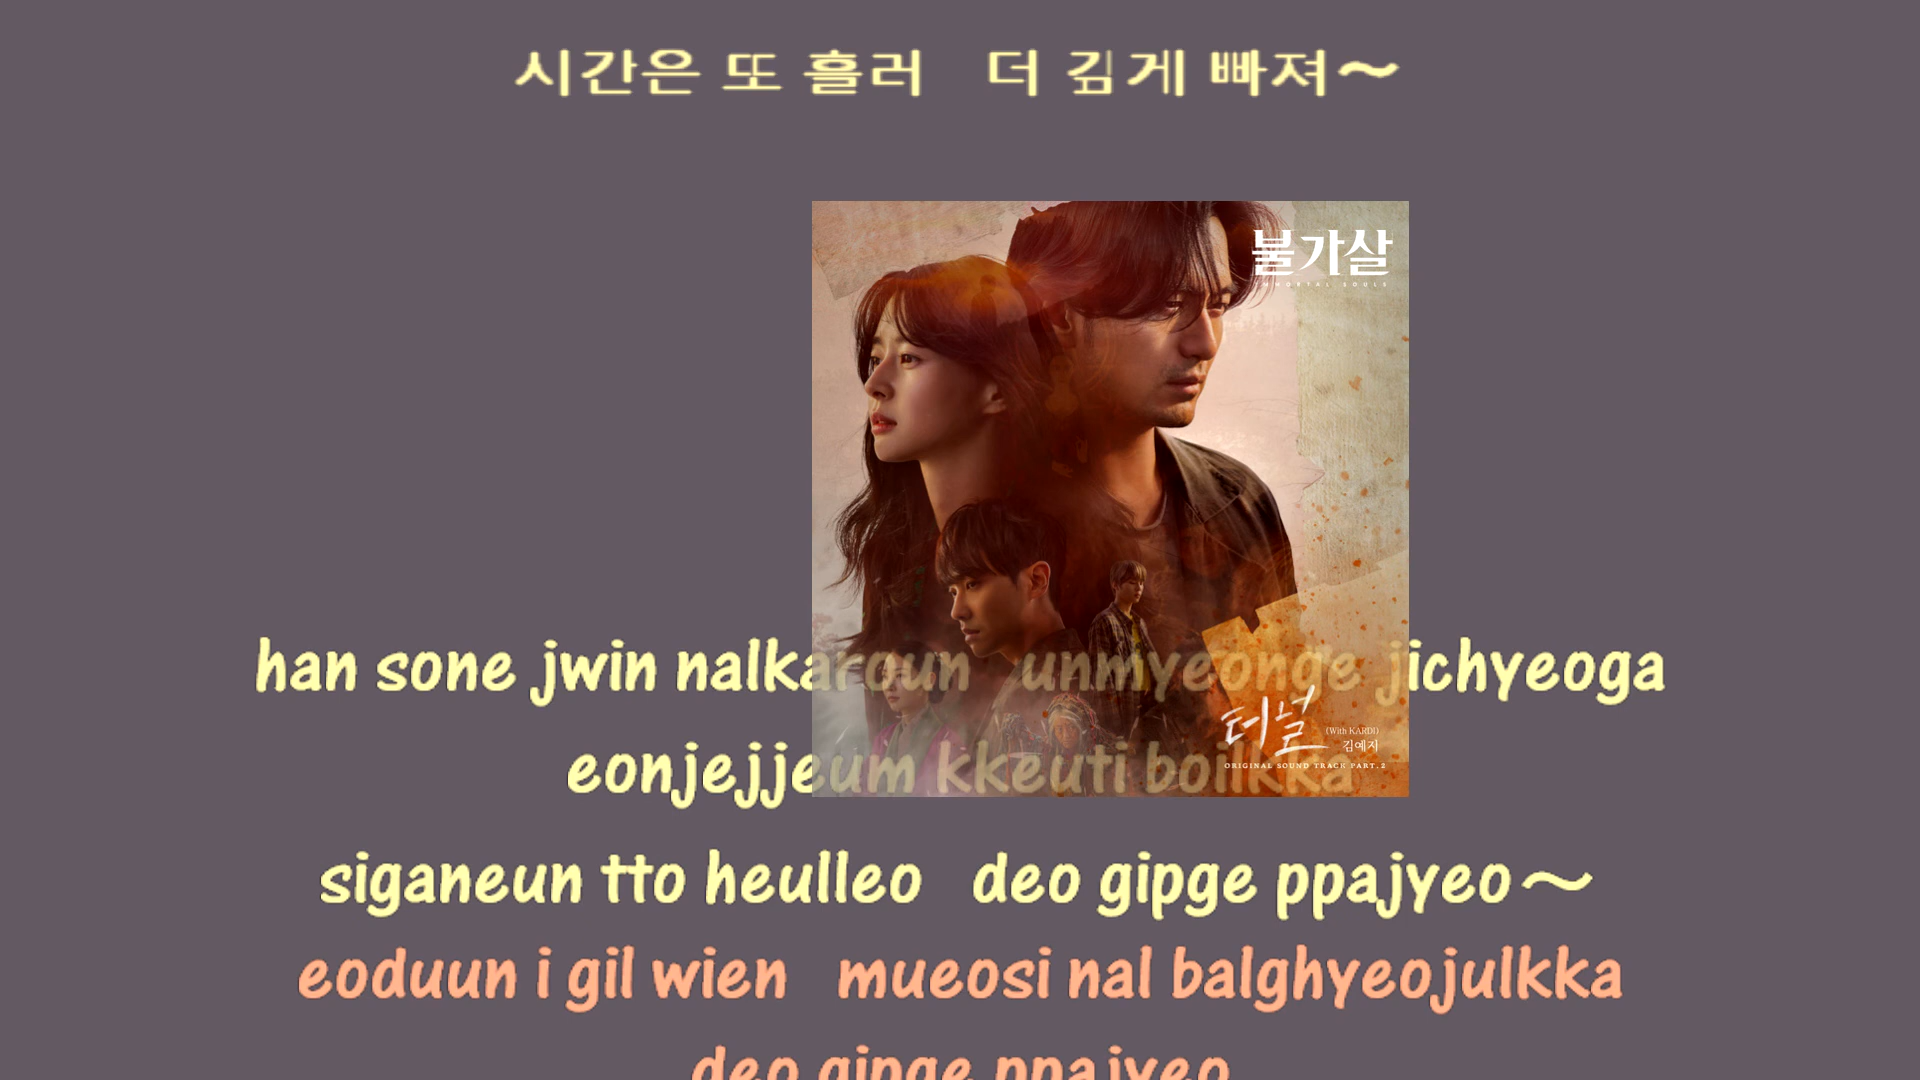 시간은 또 흘러 더 깊게 빠져~
불가살
IMMORTAL SOULS
han sone jwin nalkaroun unmyeonge jichyeoga
터널
(With KARDI)
김예지
ORIGINAL SOUND TRACK PART.2
eonjejjeum kkeuti boilkka
siganeun tto heulleo deo gipge ppajyeo~
eoduun i gil wien mueosi nal balghyeojulkka
deo gipge ppajyeo